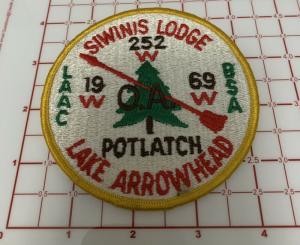 SIWINIS LODGE
252
W
LAAC
19 69
BSA
W O.A. W
POTLATCH
LAKE ARROWHEAD